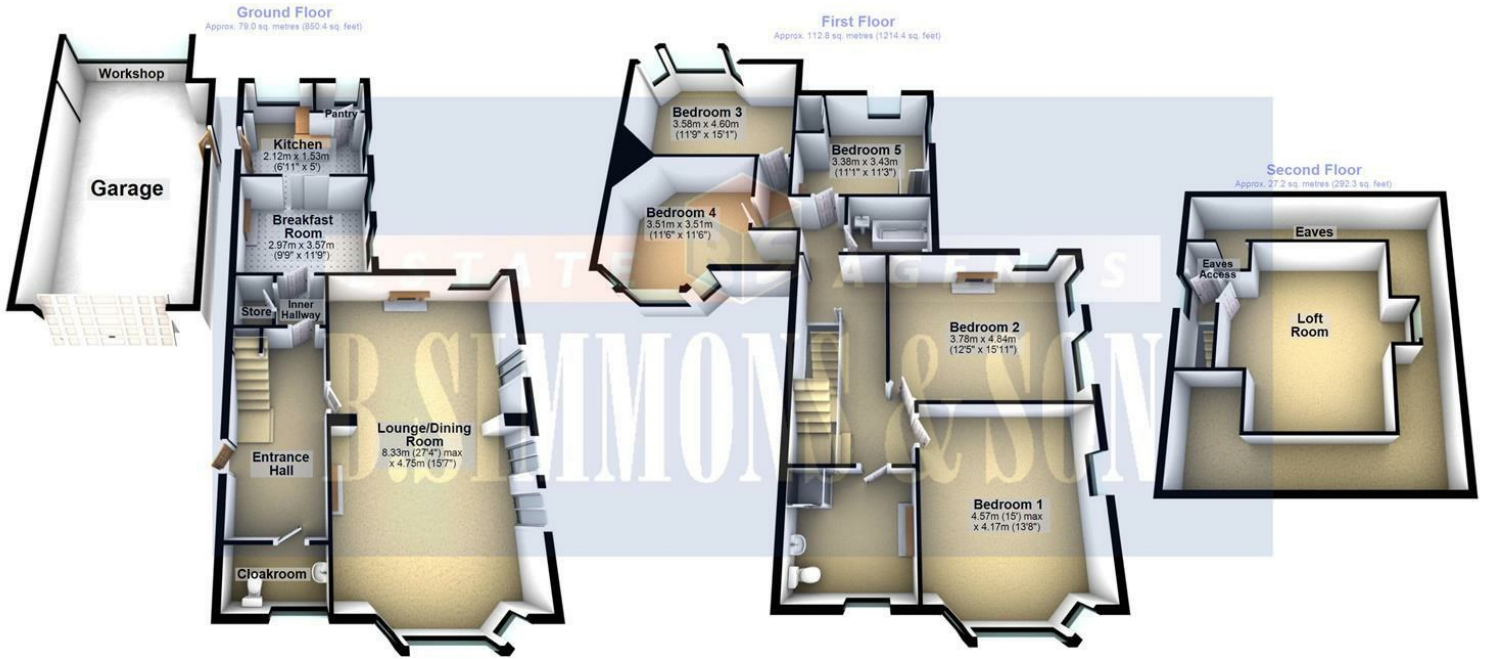 Ground Floor
Approx. 79.0 sq. metres (850.4 sq. feet)
Workshop
Garage
Pantry
Kitchen
2.12m x 1.53m
(6'11" x 5')
Breakfast
Room
2.97m x 3.57m
(9'9" x 11'9")
Store
Inner
Hallway
Entrance
Hall
Lounge/Dining
Room
8.33m (27'4") max
x 4.75m (15'7")
Cloakroom
First Floor
Approx. 112.8 sq. metres (1214.4 sq. feet)
Bedroom 3
3.58m x 4.60m
(11'9" x 15'1")
Bedroom 5
3.38m x 3.43m
(11'1" x 11'3")
Bedroom 4
3.51m x 3.51m
(11'6" x 11'6")
Bedroom 2
3.78m x 4.84m
(12'5" x 15'11")
Bedroom 1
4.57m (15') max
x 4.17m (13'8")
Second Floor
Approx. 27.2 sq. metres (292.3 sq. feet)
Eaves
Eaves
Access
Loft
Room
ESTATE AGENTS
B.SIMMONS & SON